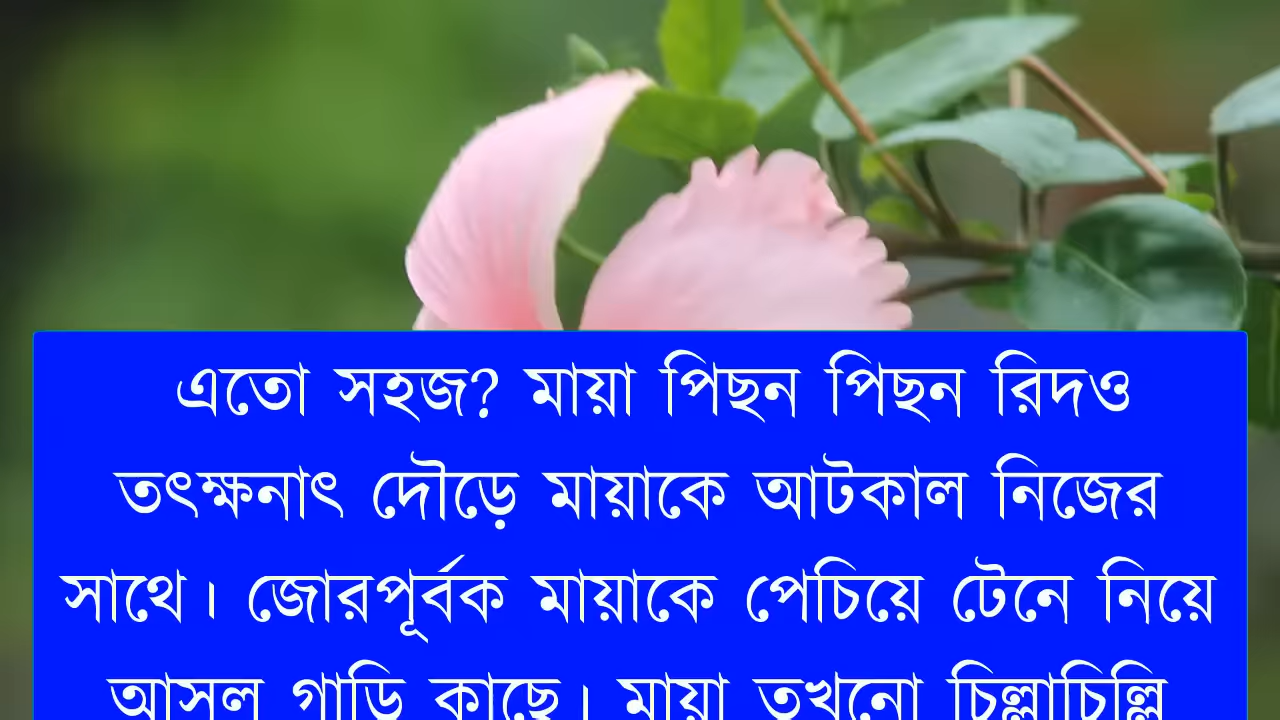 এতো সহজ? মায়া পিছন পিছন রিদও
তৎক্ষনাৎ দৌড়ে মায়াকে আটকাল নিজের
সাথে। জোরপূর্বক মায়াকে পেচিয়ে টেনে নিয়ে
আসল গাড়ি কাছে। মায়া তখনো চিল্লাচিল্লি